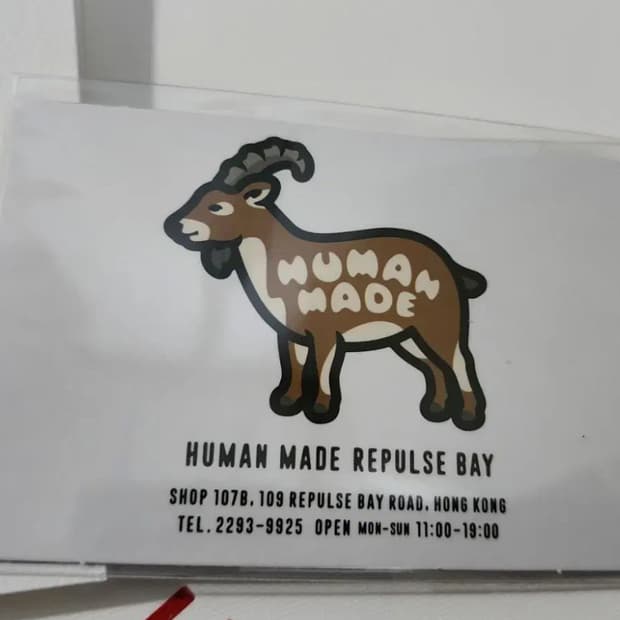 HUMAN
MADE
HUMAN MADE REPULSE BAY
SHOP 107B, 109 REPULSE BAY ROAD, HONG KONG
TEL. 2293-9925 OPEN MON-SUN 11:00-19:00